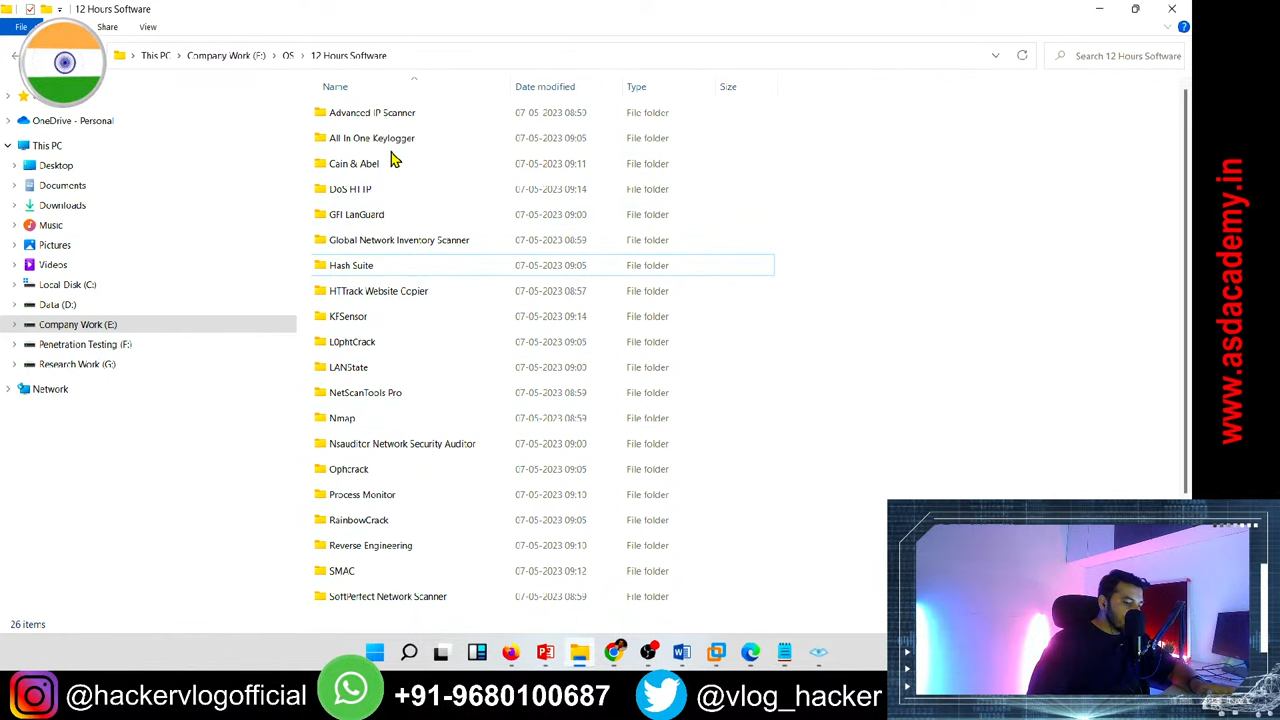 12 Hours Software
File
Share
View
This PC > Company Work (E:) > OS > 12 Hours Software
Search 12 Hours Software
Name
Date modified
Type
Size
OneDrive - Personal
This PC
Desktop
Documents
Downloads
Music
Pictures
Videos
Local Disk (C:)
Data (D:)
Company Work (E:)
Penetration Testing (F:)
Research Work (G:)
Network
Advanced IP Scanner 07-05-2023 08:59 File folder
All In One Keylogger 07-05-2023 09:05 File folder
Cain & Abel 07-05-2023 09:11 File folder
DoS HTTP 07-05-2023 09:14 File folder
GFI LanGuard 07-05-2023 09:00 File folder
Global Network Inventory Scanner 07-05-2023 08:59 File folder
Hash Suite 07-05-2023 09:05 File folder
HTTrack Website Copier 07-05-2023 08:57 File folder
KFSensor 07-05-2023 09:14 File folder
L0phtCrack 07-05-2023 09:05 File folder
LANState 07-05-2023 09:00 File folder
NetScanTools Pro 07-05-2023 08:59 File folder
Nmap 07-05-2023 08:59 File folder
Nsauditor Network Security Auditor 07-05-2023 09:00 File folder
Ophcrack 07-05-2023 09:05 File folder
Process Monitor 07-05-2023 09:10 File folder
RainbowCrack 07-05-2023 09:05 File folder
Reverse Engineering 07-05-2023 09:10 File folder
SMAC 07-05-2023 09:12 File folder
SoftPerfect Network Scanner 07-05-2023 08:59 File folder
26 items
www.asdacademy.in
@hackervlogofficial
+91-9680100687
@vlog_hacker